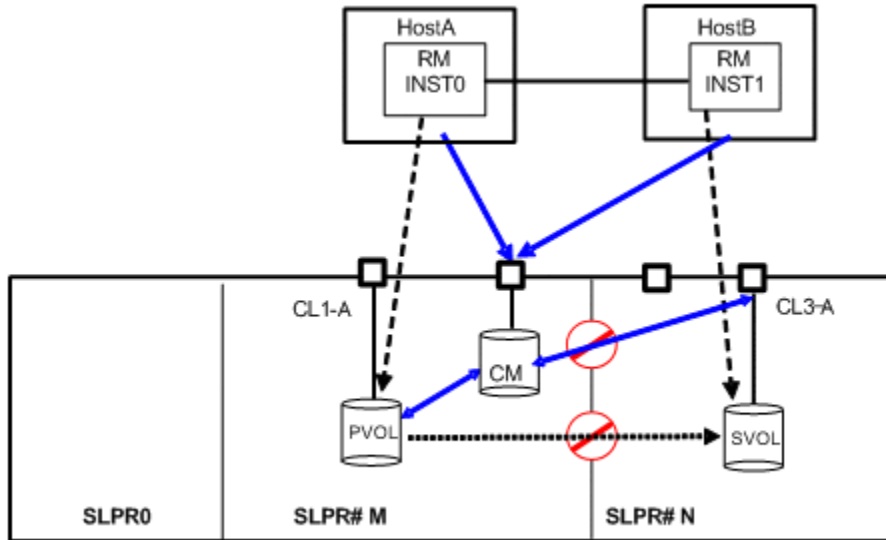 HostA
RM
INST0
HostB
RM
INST1
CL1-A
CL3-A
CM
PVOL
SVOL
SLPR0
SLPR# M
SLPR# N